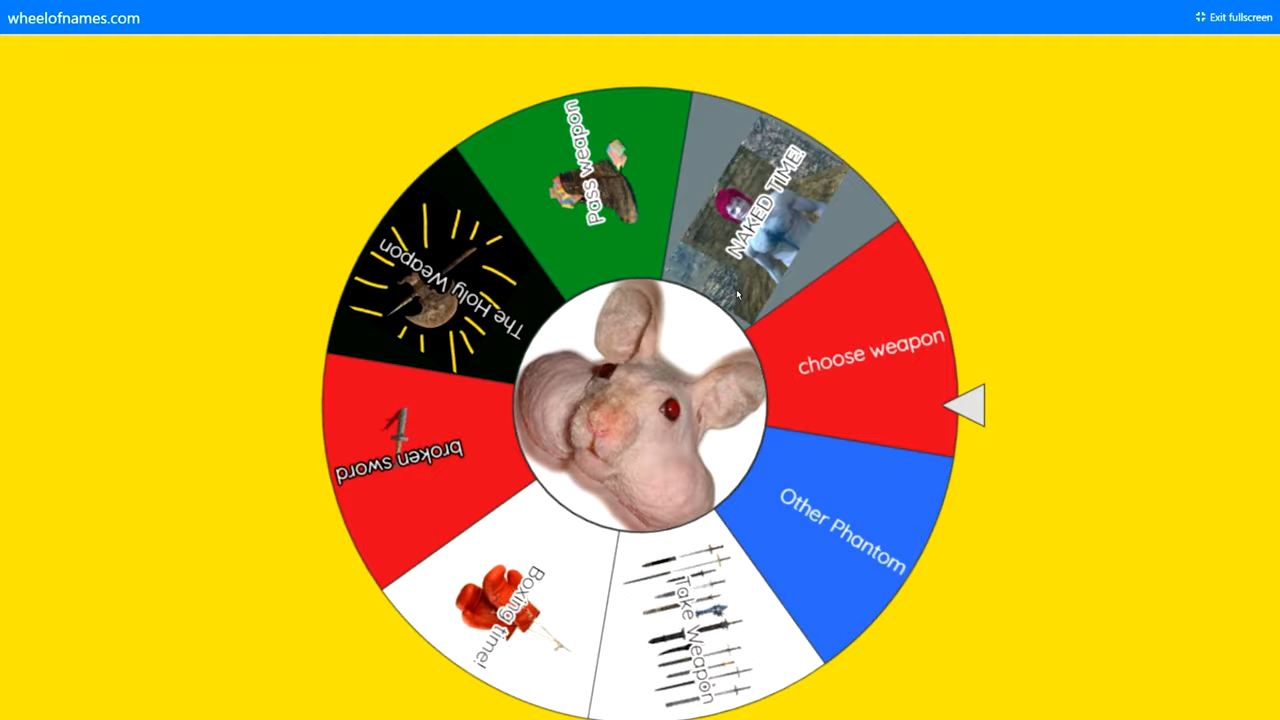 wheelofnames.com
Exit fullscreen
Pass weapon
NAKED TIME!
The Holy Weapon
choose weapon
broken sword
Other Phantom
Boxing time!
Take Weapon